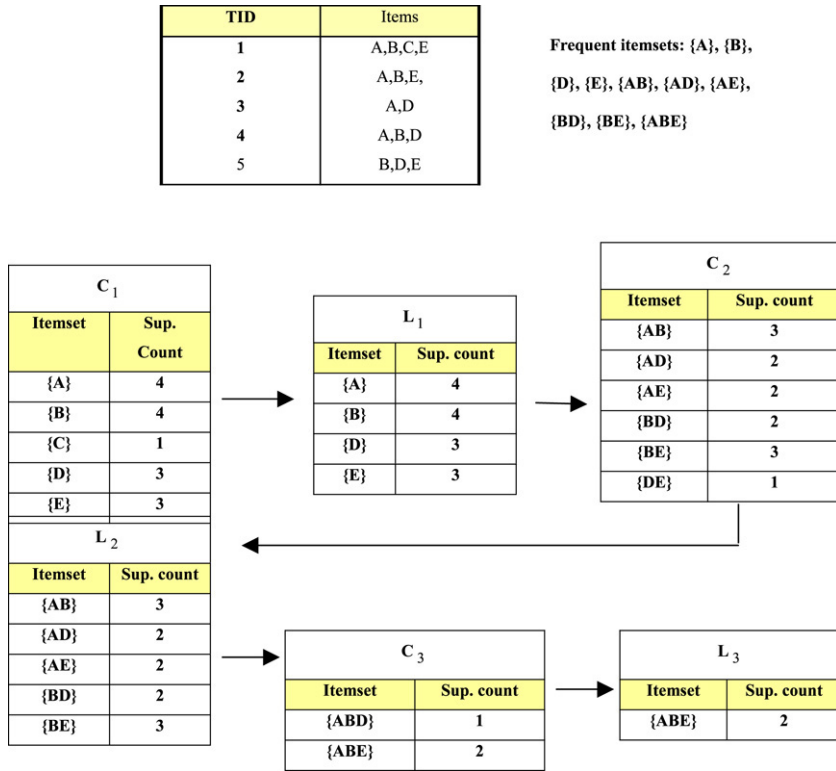 TID Items
1 A,B,C,E
2 A,B,E,
3 A,D
4 A,B,D
5 B,D,E
Frequent itemsets: {A}, {B},
{D}, {E}, {AB}, {AD}, {AE},
{BD}, {BE}, {ABE}
C1
Itemset Sup.
Count
{A} 4
{B} 4
{C} 1
{D} 3
{E} 3
L1
Itemset Sup. count
{A} 4
{B} 4
{D} 3
{E} 3
C2
Itemset Sup. count
{AB} 3
{AD} 2
{AE} 2
{BD} 2
{BE} 3
{DE} 1
L2
Itemset Sup. count
{AB} 3
{AD} 2
{AE} 2
{BD} 2
{BE} 3
C3
Itemset Sup. count
{ABD} 1
{ABE} 2
L3
Itemset Sup. count
{ABE} 2